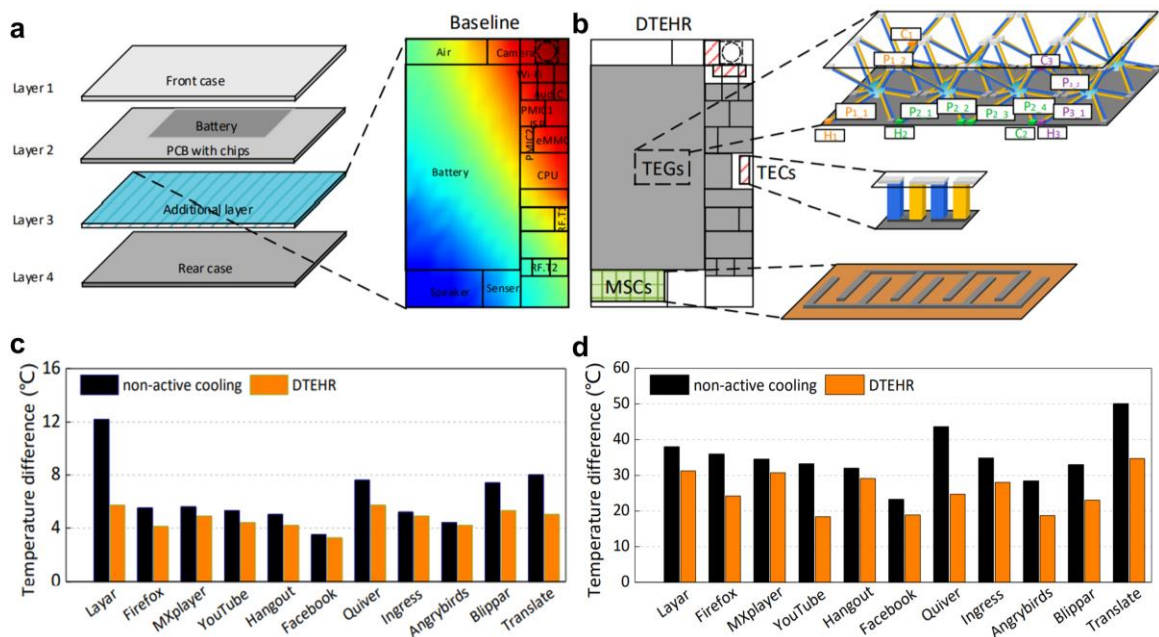 a
Front case
Layer 1
Battery
PCB with chips
Layer 2
Additional layer
Layer 3
Rear case
Layer 4
Baseline
Air
Camera
Wi-Fi
PMIC1
ISP
PMIC2
eMMC
Battery
CPU
RF.T1
RF.T2
Speaker
Senser
b
DTEHR
TEGs
TECs
MSCs
C1
P1_2
C3
P3_2
P1_1
P2_1
P2_2
P2_3
P2_4
P3_1
H1
H2
C2
H3
c
Temperature difference (°C)
16
12
8
4
0
non-active cooling
DTEHR
Layar
Firefox
MXplayer
YouTube
Hangout
Facebook
Quiver
Ingress
Angrybirds
Blippar
Translate
d
Temperature difference (°C)
60
50
40
30
20
10
0
non-active cooling
DTEHR
Layar
Firefox
MXplayer
YouTube
Hangout
Facebook
Quiver
Ingress
Angrybirds
Blippar
Translate